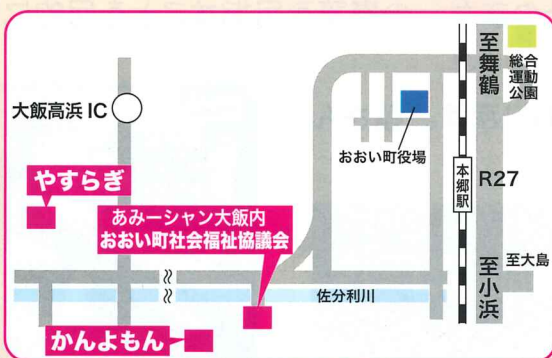 至舞鶴
総合
運動
公園
大飯高浜 IC
おおい町役場
やすらぎ
本郷駅
R27
あみーシャン大飯内
おおい町社会福祉協議会
至大島
至小浜
佐分利川
かんよもん